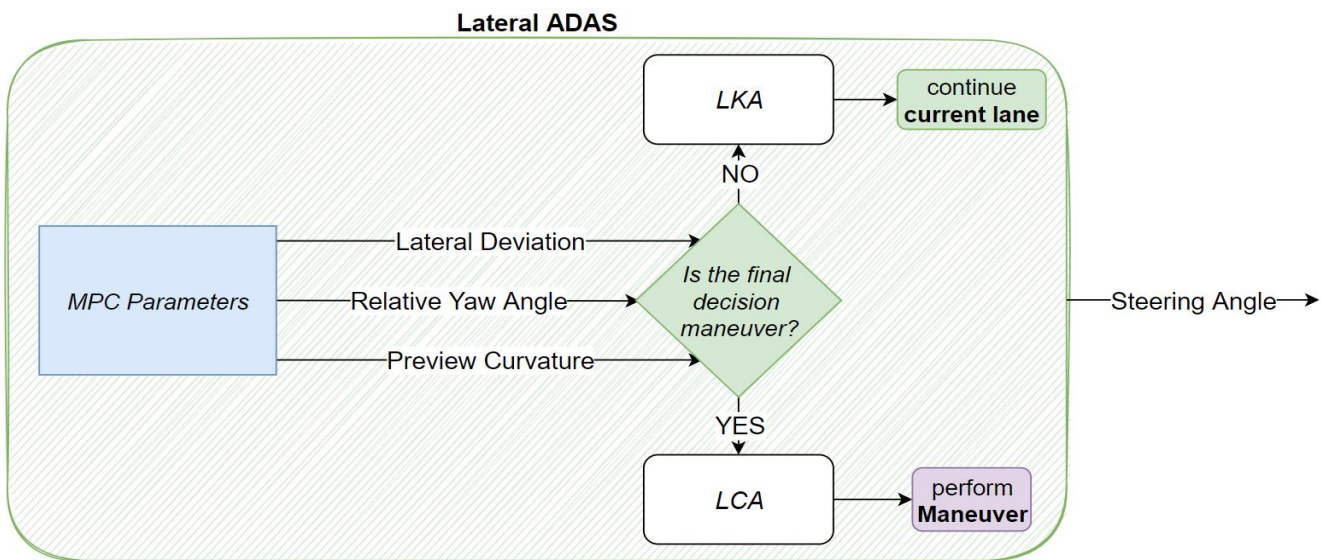 Lateral ADAS
LKA
continue
current lane
NO
MPC Parameters
Lateral Deviation
Relative Yaw Angle
Preview Curvature
Is the final
decision
maneuver?
Steering Angle
YES
LCA
perform
Maneuver